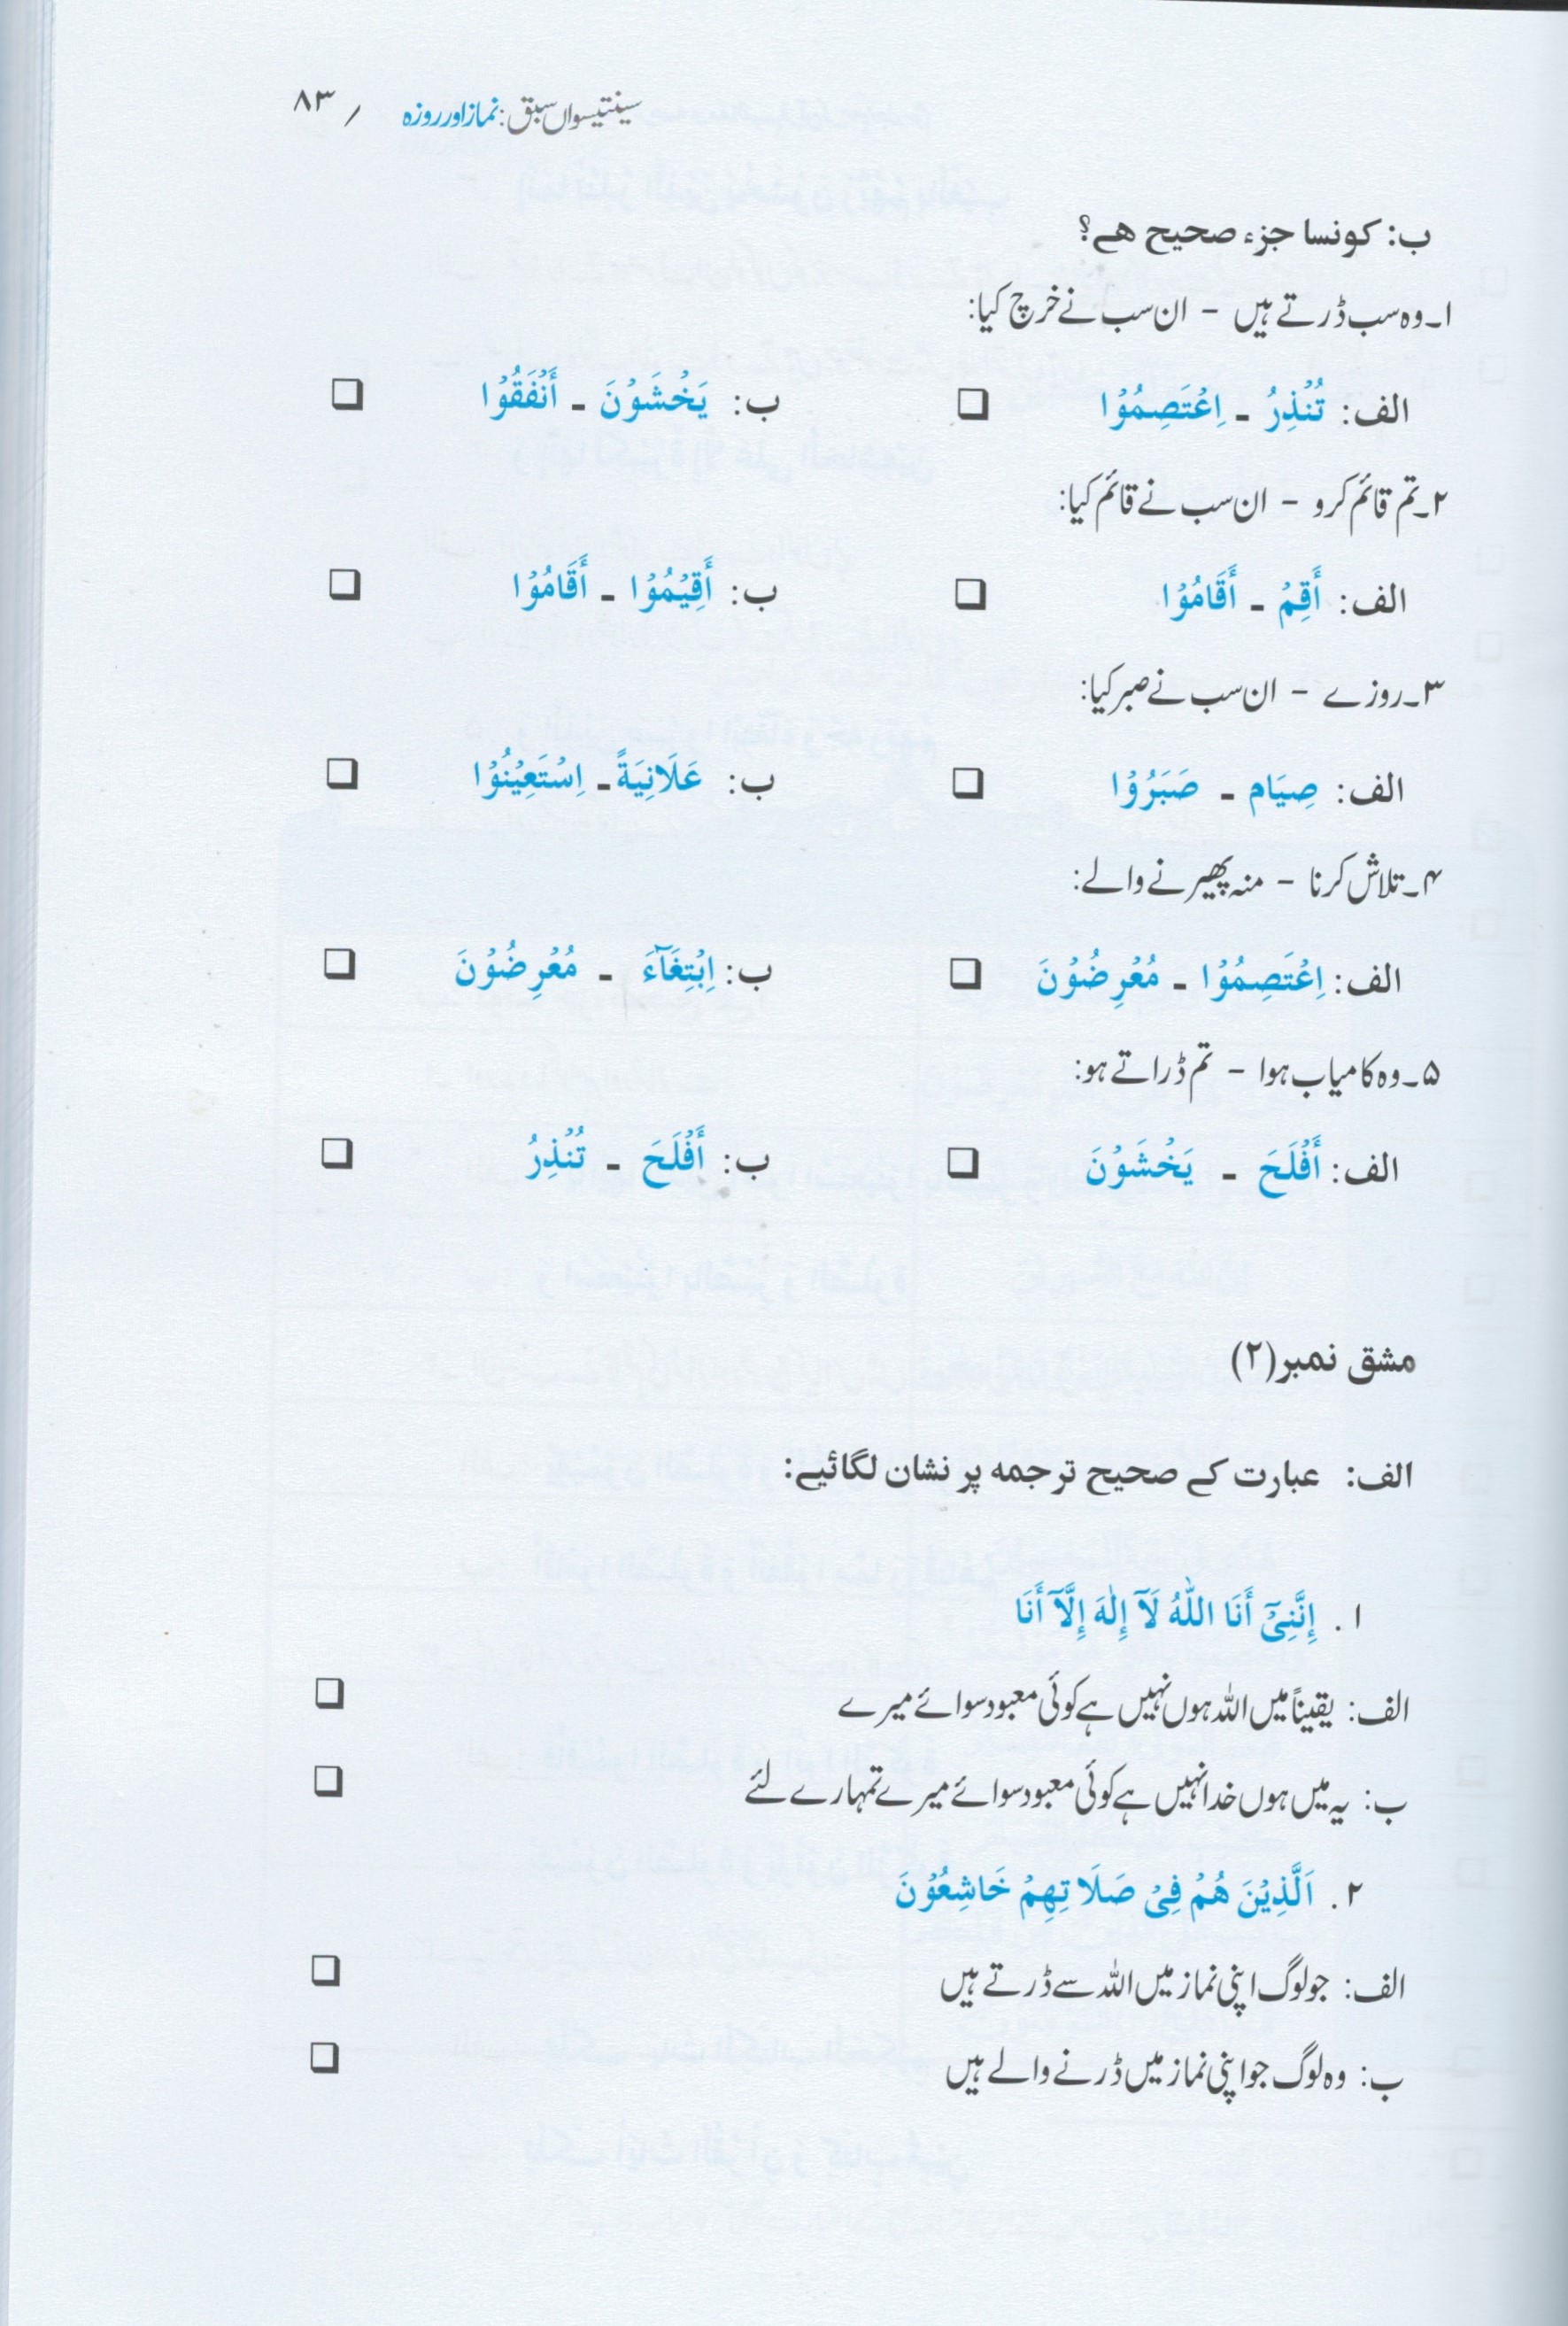 سینتیسواں سبق: نماز اور روزہ / ۸۳
ب: کونسا جزء صحیح ھے؟
۱۔ وہ سب ڈرتے ہیں - ان سب نے خرچ کیا:
الف: تُنْذِرُ ـ اِعْتَصِمُوْا ❑ ب: یَخْشَوْنَ ـ أَنْفَقُوْا ❑
۲۔ تم قائم کرو - ان سب نے قائم کیا:
الف: أَقِمْ ـ أَقَامُوْا ❑ ب: أَقِیْمُوْا ـ أَقَامُوْا ❑
۳۔ روزے - ان سب نے صبر کیا:
الف: صِیَام ـ صَبَرُوْا ❑ ب: عَلَانِیَةً ـ اِسْتَعِیْنُوْا ❑
۴۔ تلاش کرنا - منہ پھیرنے والے:
الف: اِعْتَصِمُوْا ـ مُعْرِضُوْنَ ❑ ب: اِبْتِغَآءَ ـ مُعْرِضُوْنَ ❑
۵۔ وہ کامیاب ہوا - تم ڈراتے ہو:
الف: أَفْلَحَ ـ یَخْشَوْنَ ❑ ب: أَفْلَحَ ـ تُنْذِرُ ❑
مشق نمبر (۲)
الف: عبارت کے صحیح ترجمہ پر نشان لگائیے:
۱. إِنَّنِیْٓ أَنَا اللّٰهُ لَآ إِلٰهَ إِلَّآ أَنَا
الف: یقیناً میں اللہ ہوں نہیں ہے کوئی معبود سوائے میرے ❑
ب: یہ میں ہوں خدا نہیں ہے کوئی معبود سوائے میرے تمہارے لئے ❑
۲. اَلَّذِیْنَ هُمْ فِیْ صَلَاتِهِمْ خَاشِعُوْنَ
الف: جو لوگ اپنی نماز میں اللہ سے ڈرتے ہیں ❑
ب: وہ لوگ جو اپنی نماز میں ڈرنے والے ہیں ❑